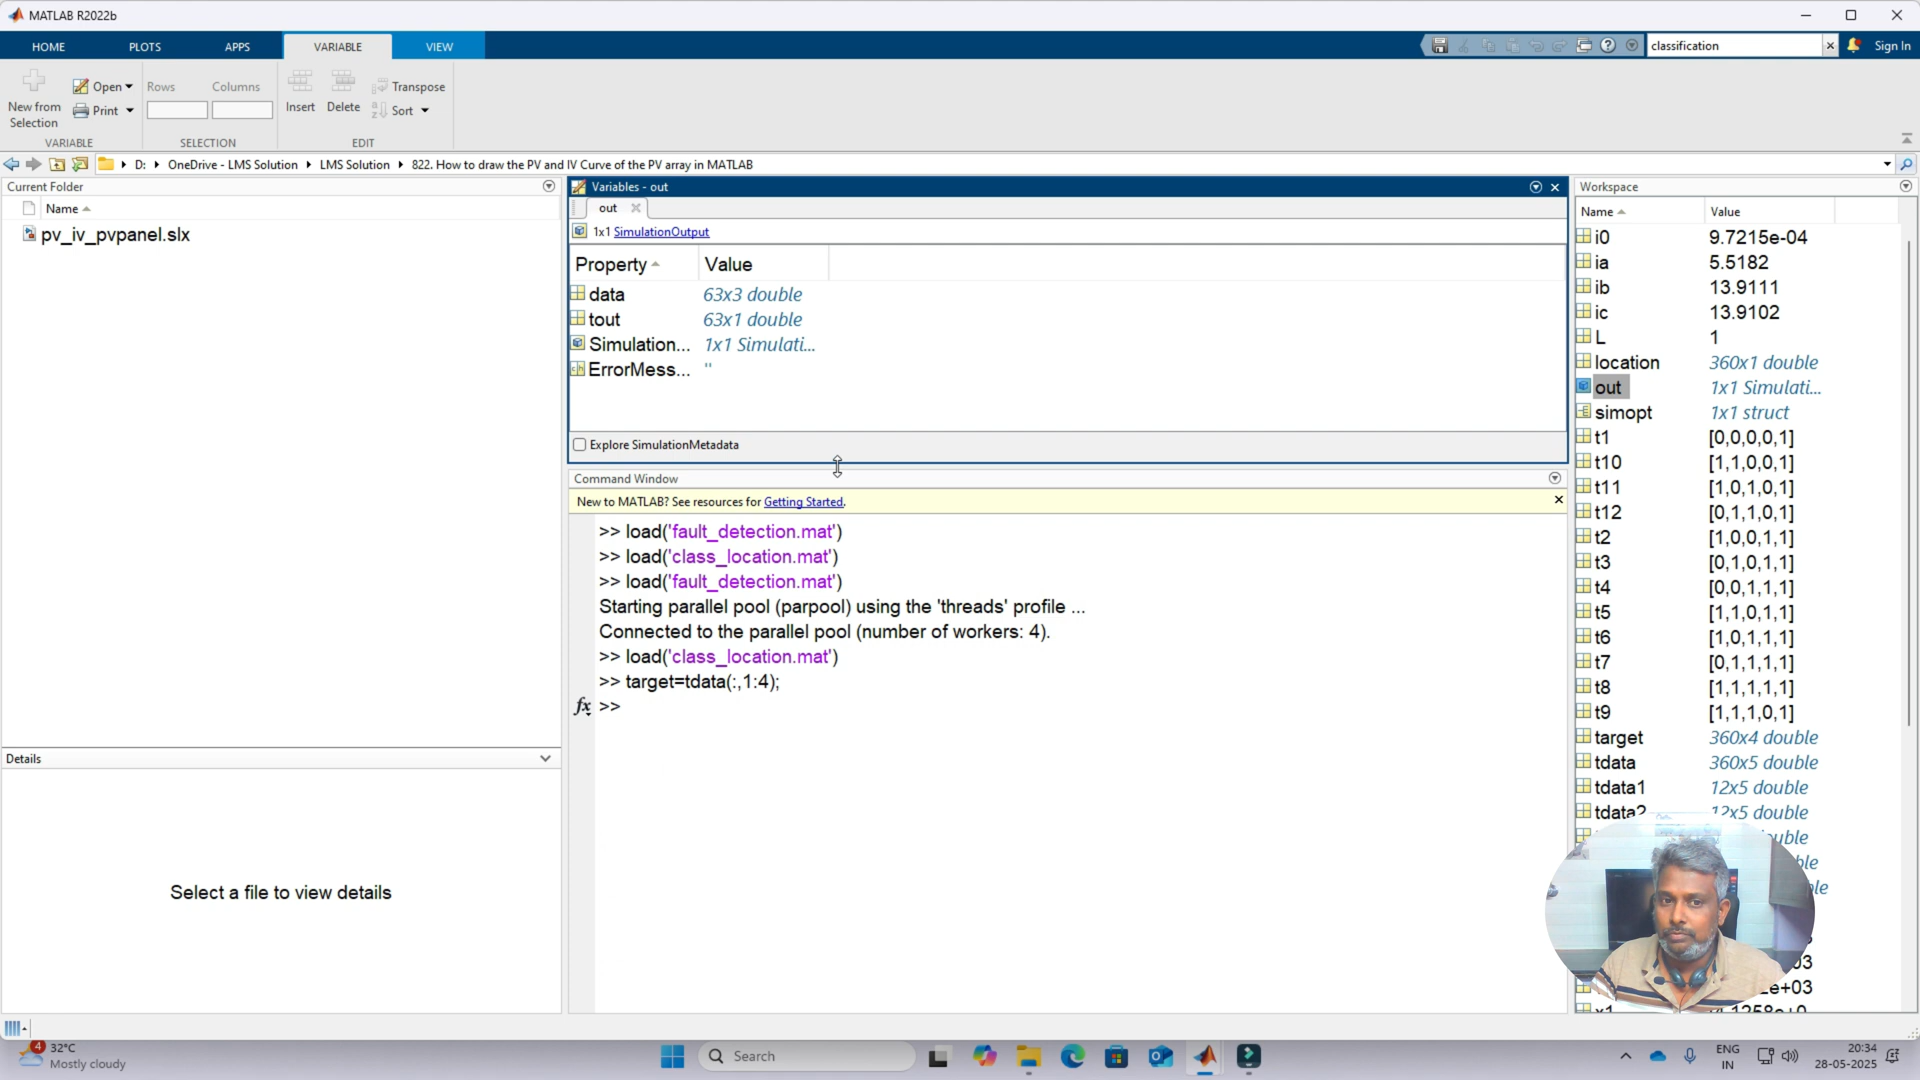 MATLAB R2022b
HOME
PLOTS
APPS
VARIABLE
VIEW
classification
Sign In
New from
Selection
Open
Print
Rows
Columns
Insert
Delete
Transpose
Sort
VARIABLE
SELECTION
EDIT
D:
OneDrive - LMS Solution
LMS Solution
822. How to draw the PV and IV Curve of the PV array in MATLAB
Current Folder
Name
pv_iv_pvpanel.slx
Details
Select a file to view details
Variables - out
out
1x1 SimulationOutput
Property Value
data 63x3 double
tout 63x1 double
Simulation... 1x1 Simulati...
ErrorMess... ''
Explore SimulationMetadata
Command Window
New to MATLAB? See resources for Getting Started.
>> load('fault_detection.mat')
>> load('class_location.mat')
>> load('fault_detection.mat')
Starting parallel pool (parpool) using the 'threads' profile ...
Connected to the parallel pool (number of workers: 4).
>> load('class_location.mat')
>> target=tdata(:,1:4);
fx >>
Workspace
Name Value
i0 9.7215e-04
ia 5.5182
ib 13.9111
ic 13.9102
L 1
location 360x1 double
out 1x1 Simulati...
simopt 1x1 struct
t1 [0,0,0,0,1]
t10 [1,1,0,0,1]
t11 [1,0,1,0,1]
t12 [0,1,1,0,1]
t2 [1,0,0,1,1]
t3 [0,1,0,1,1]
t4 [0,0,1,1,1]
t5 [1,1,0,1,1]
t6 [1,0,1,1,1]
t7 [0,1,1,1,1]
t8 [1,1,1,1,1]
t9 [1,1,1,0,1]
target 360x4 double
tdata 360x5 double
tdata1 12x5 double
tdata2 12x5 double
4
32°C
Mostly cloudy
Search
ENG
IN
20:34
28-05-2025